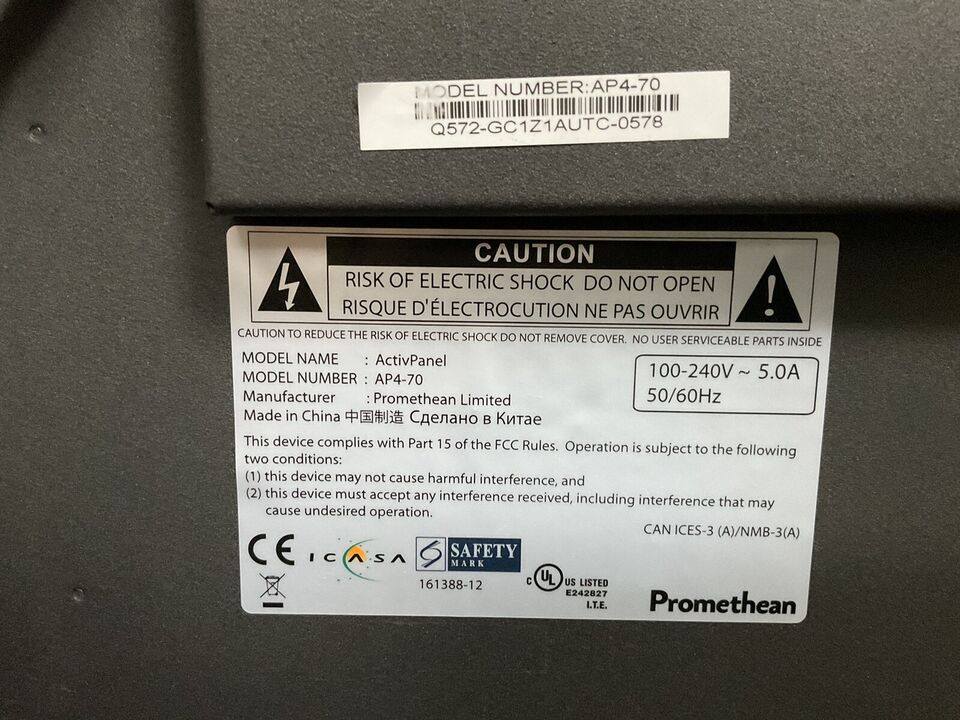 MODEL NUMBER:AP4-70
Q572-GC1Z1AUTC-0578
CAUTION
RISK OF ELECTRIC SHOCK DO NOT OPEN
RISQUE D'ÉLECTROCUTION NE PAS OUVRIR
CAUTION TO REDUCE THE RISK OF ELECTRIC SHOCK DO NOT REMOVE COVER. NO USER SERVICEABLE PARTS INSIDE
MODEL NAME : ActivPanel
MODEL NUMBER : AP4-70
Manufacturer : Promethean Limited
Made in China 中国制造 Сделано в Китае
100-240V ~ 5.0A
50/60Hz
This device complies with Part 15 of the FCC Rules. Operation is subject to the following
two conditions:
(1) this device may not cause harmful interference, and
(2) this device must accept any interference received, including interference that may
cause undesired operation.
CAN ICES-3 (A)/NMB-3(A)
CE ICASA SAFETY
MARK
161388-12
C UL US LISTED
E242827
I.T.E.
Promethean